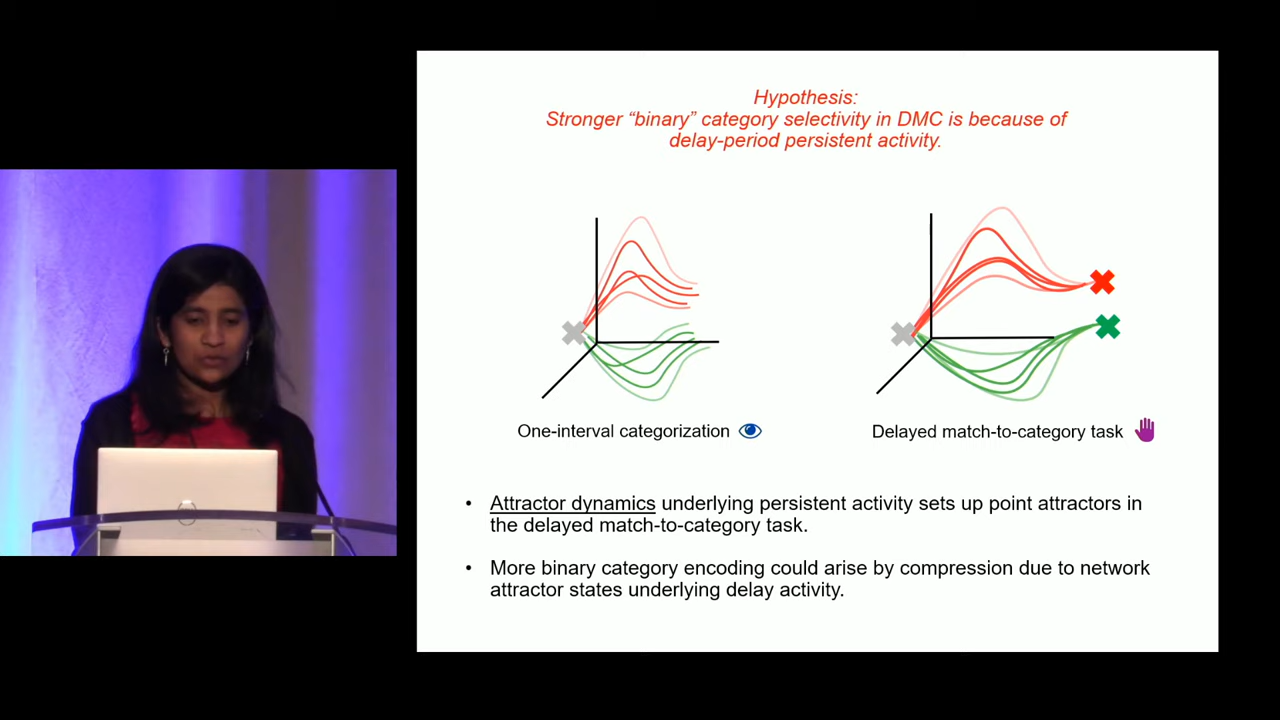 Hypothesis:
Stronger “binary” category selectivity in DMC is because of
delay-period persistent activity.
One-interval categorization
Delayed match-to-category task
• Attractor dynamics underlying persistent activity sets up point attractors in
the delayed match-to-category task.
• More binary category encoding could arise by compression due to network
attractor states underlying delay activity.